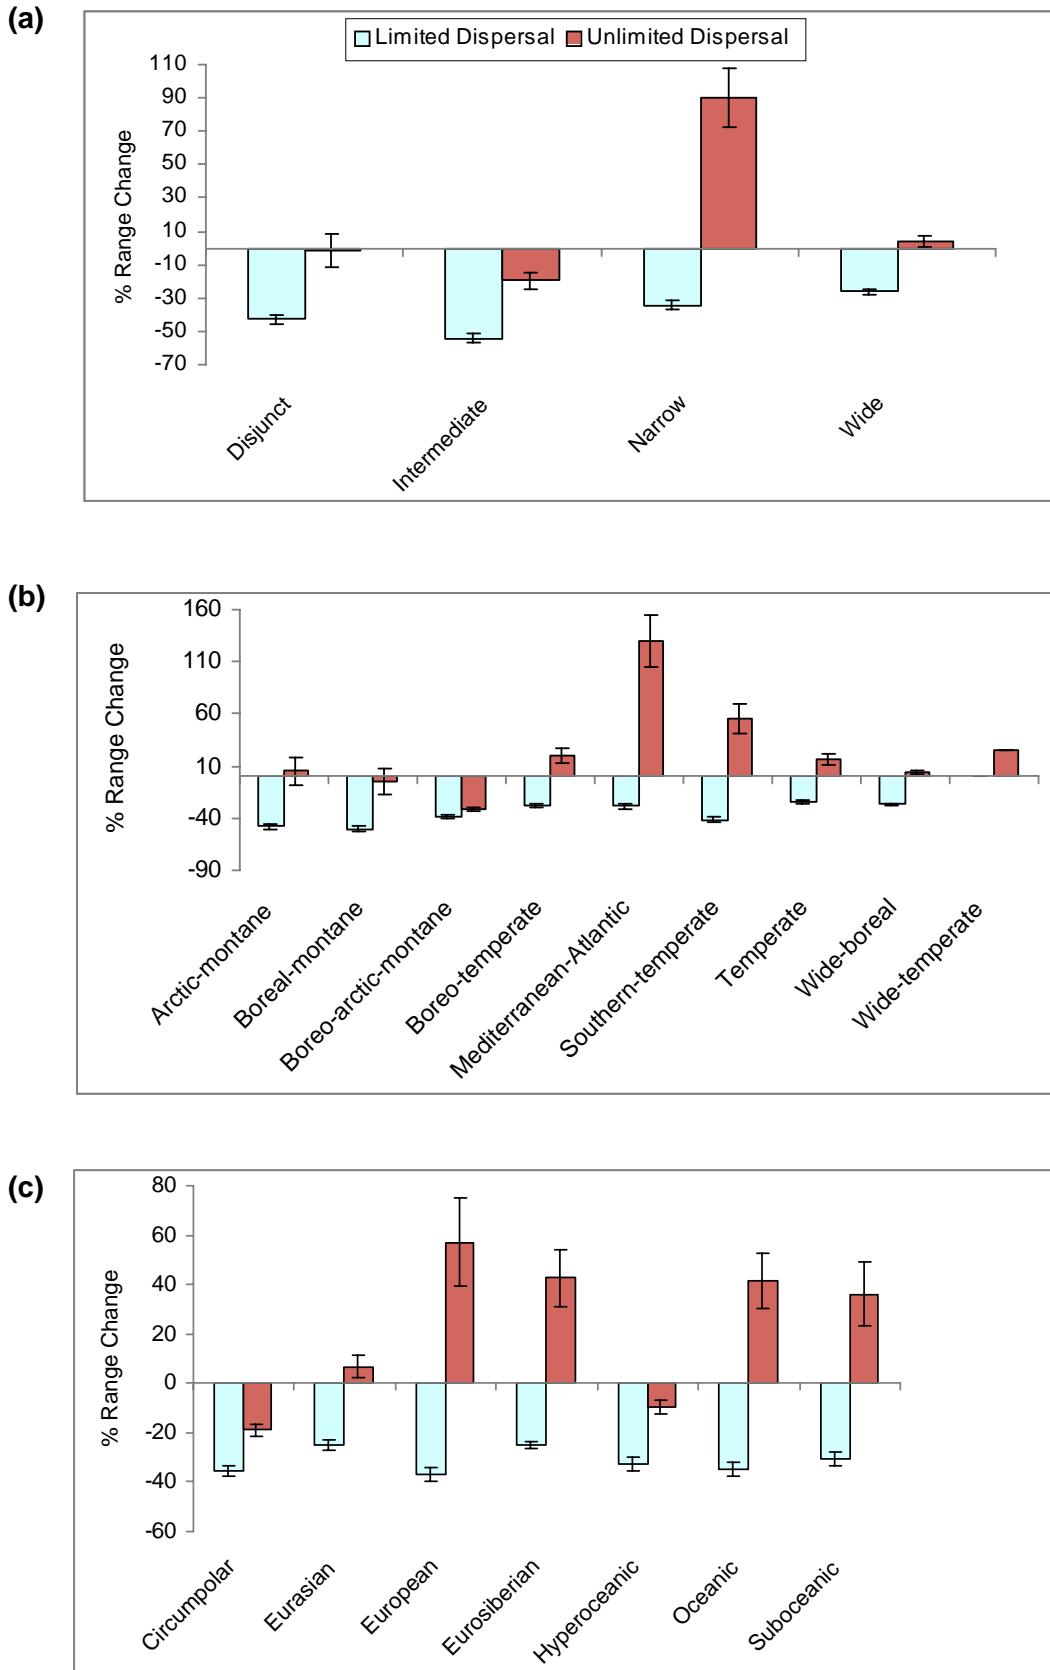 (a)
Limited Dispersal Unlimited Dispersal
% Range Change
110
90
70
50
30
10
-10
-30
-50
-70
Disjunct
Intermediate
Narrow
Wide
(b)
% Range Change
160
110
60
10
-40
-90
Arctic-montane
Boreal-montane
Boreo-arctic-montane
Boreo-temperate
Mediterranean-Atlantic
Southern-temperate
Temperate
Wide-boreal
Wide-temperate
(c)
% Range Change
80
60
40
20
0
-20
-40
-60
Circumpolar
Eurasian
European
Eurosiberian
Hyperoceanic
Oceanic
Suboceanic